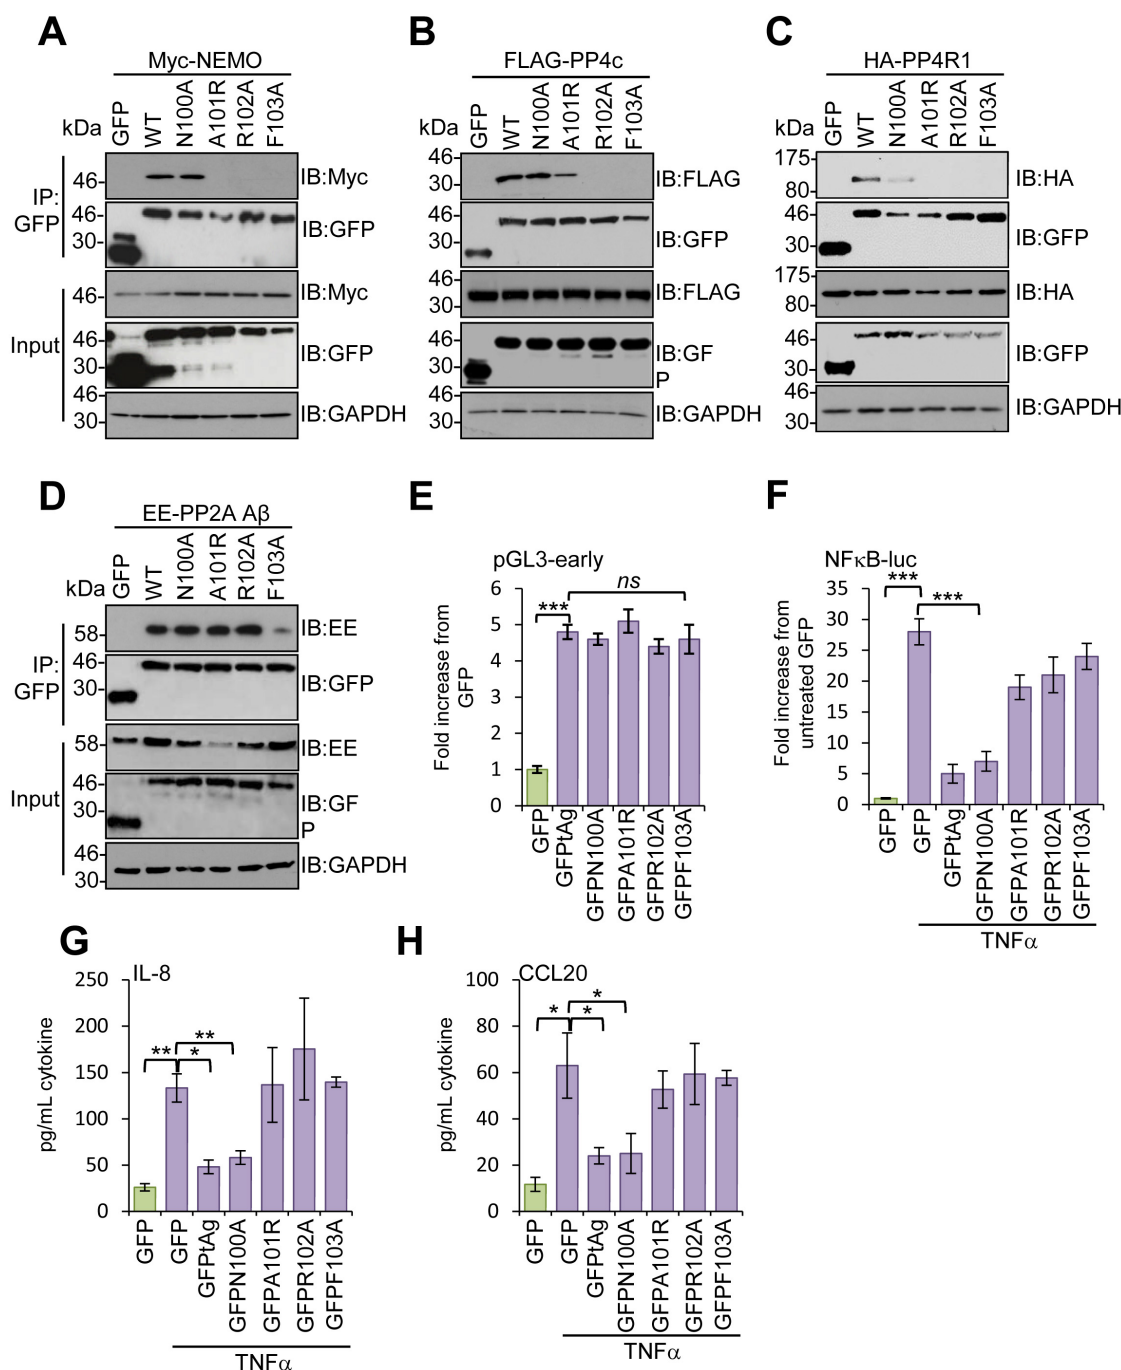 A
Myc-NEMO
kDa
GFP
WT
N100A
A101R
R102A
F103A
IP:
GFP
46-
IB:Myc
46-
30-
IB:GFP
Input
46-
IB:Myc
46-
30-
IB:GFP
46-
30-
IB:GAPDH
B
FLAG-PP4c
kDa
GFP
WT
N100A
A101R
R102A
F103A
46-
30-
IB:FLAG
46-
30-
IB:GFP
46-
30-
IB:FLAG
46-
30-
IB:GF
P
46-
30-
IB:GAPDH
C
HA-PP4R1
kDa
GFP
WT
N100A
A101R
R102A
F103A
175-
80-
IB:HA
46-
30-
IB:GFP
175-
80-
IB:HA
46-
30-
IB:GFP
46-
30-
IB:GAPDH
D
EE-PP2A Aβ
kDa
GFP
WT
N100A
A101R
R102A
F103A
IP:
GFP
58-
IB:EE
46-
30-
IB:GFP
Input
58-
IB:EE
46-
30-
IB:GF
P
46-
30-
IB:GAPDH
E
pGL3-early
Fold increase from
GFP
6
5
4
3
2
1
0
***
ns
GFP
GFPtAg
GFPN100A
GFPA101R
GFPR102A
GFPF103A
F
NFκB-luc
Fold increase from
untreated GFP
35
30
25
20
15
10
5
0
***
***
GFP
GFP
GFPtAg
GFPN100A
GFPA101R
GFPR102A
GFPF103A
TNFα
G
IL-8
pg/mL cytokine
250
200
150
100
50
0
**
**
*
GFP
GFP
GFPtAg
GFPN100A
GFPA101R
GFPR102A
GFPF103A
TNFα
H
CCL20
pg/mL cytokine
100
80
60
40
20
0
*
*
*
GFP
GFP
GFPtAg
GFPN100A
GFPA101R
GFPR102A
GFPF103A
TNFα